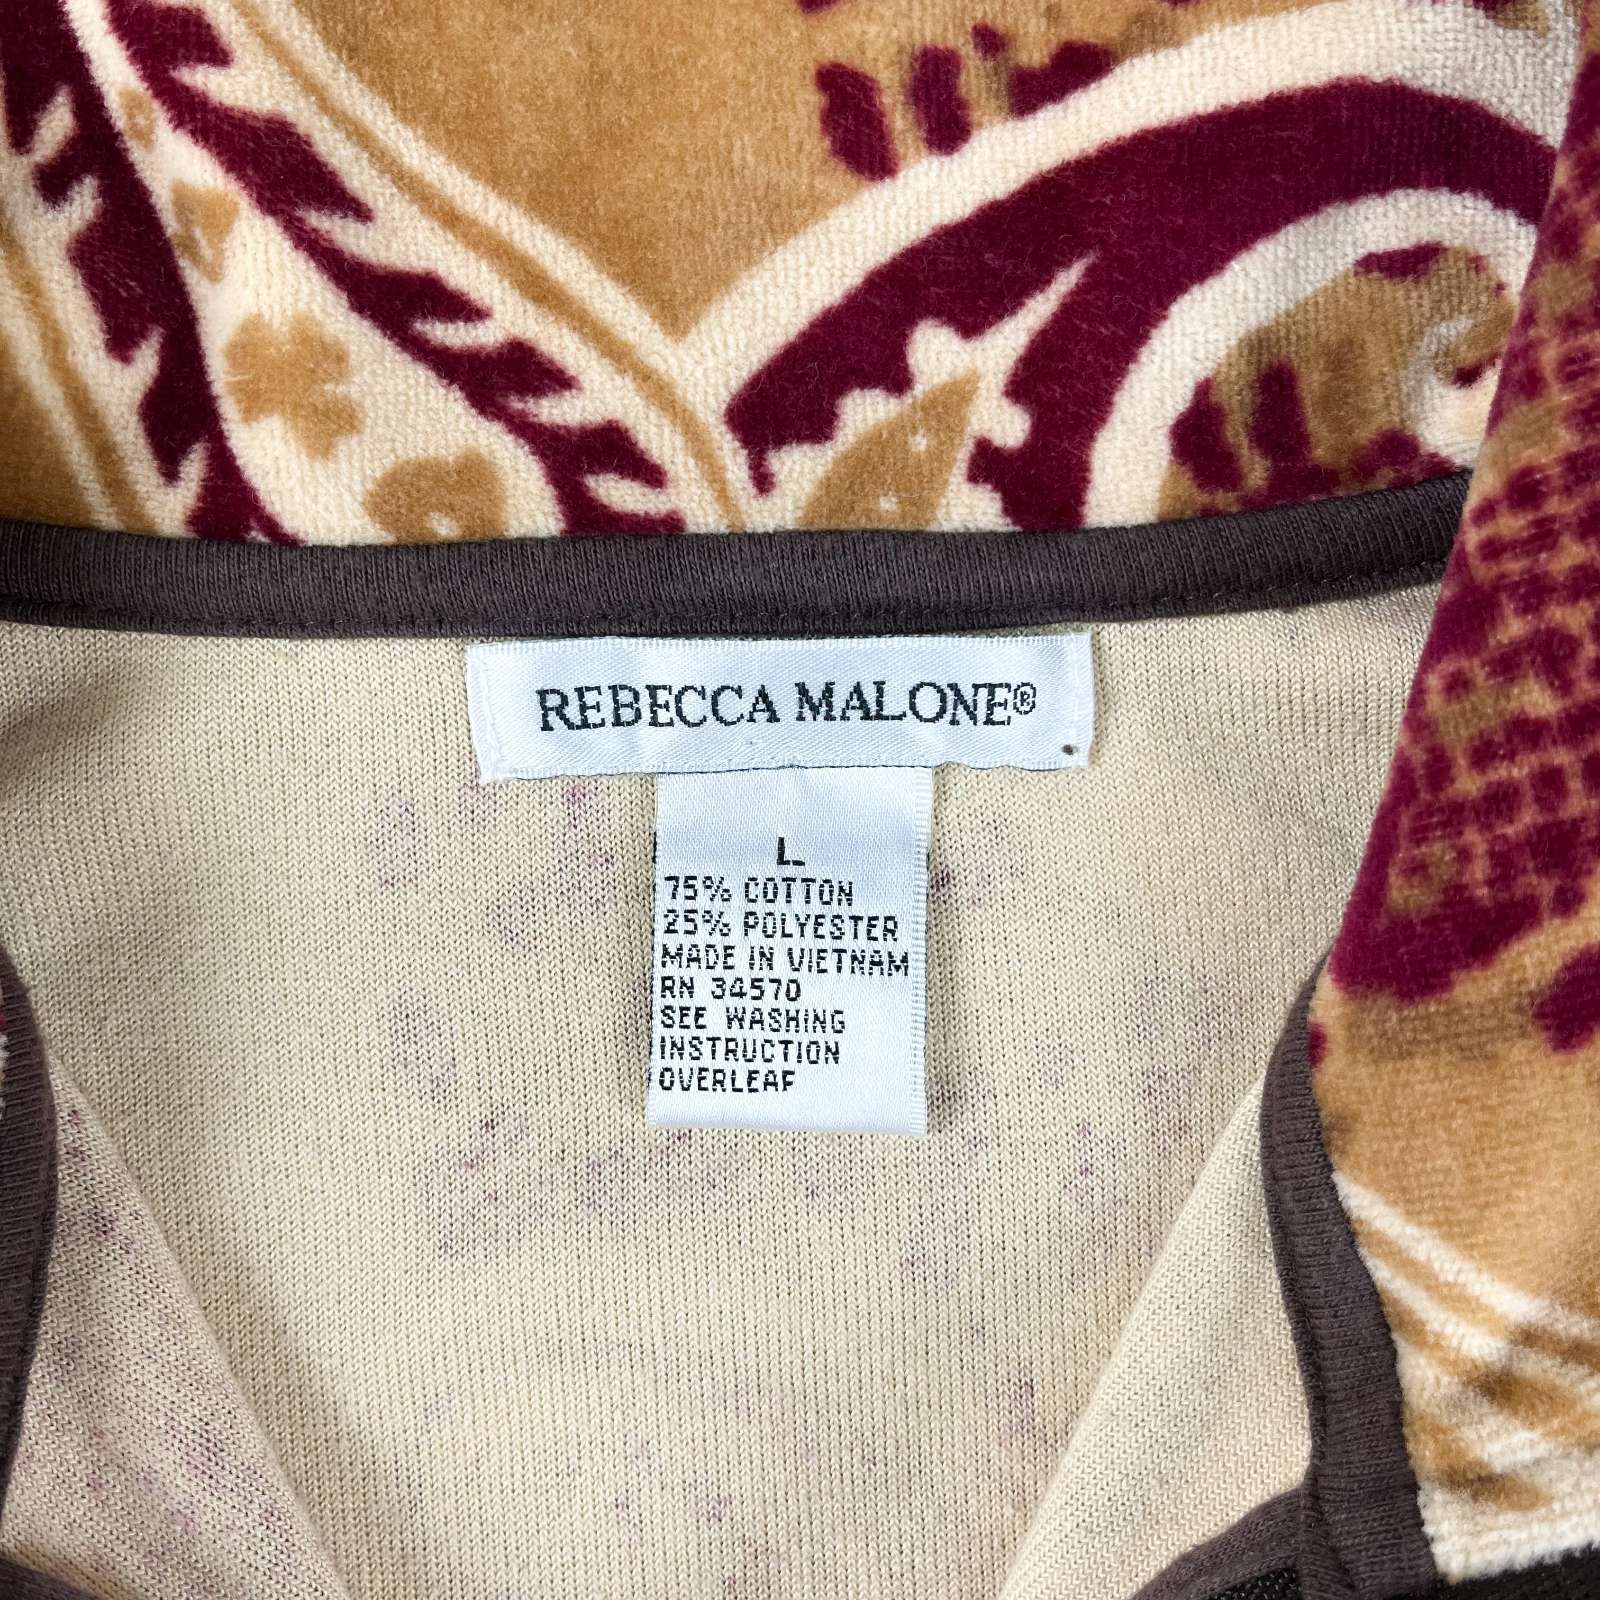 REBECCA MALONE®
L
75% COTTON
25% POLYESTER
MADE IN VIETNAM
RN 34570
SEE WASHING
INSTRUCTION
OVERLEAF